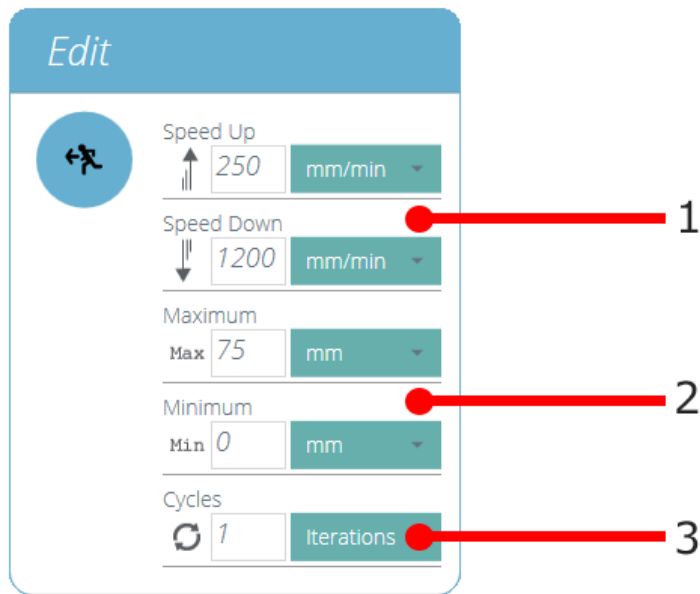 Edit
Speed Up
250 mm/min
1
Speed Down
1200 mm/min
Maximum
Max 75 mm
2
Minimum
Min 0 mm
Cycles
1 Iterations
3